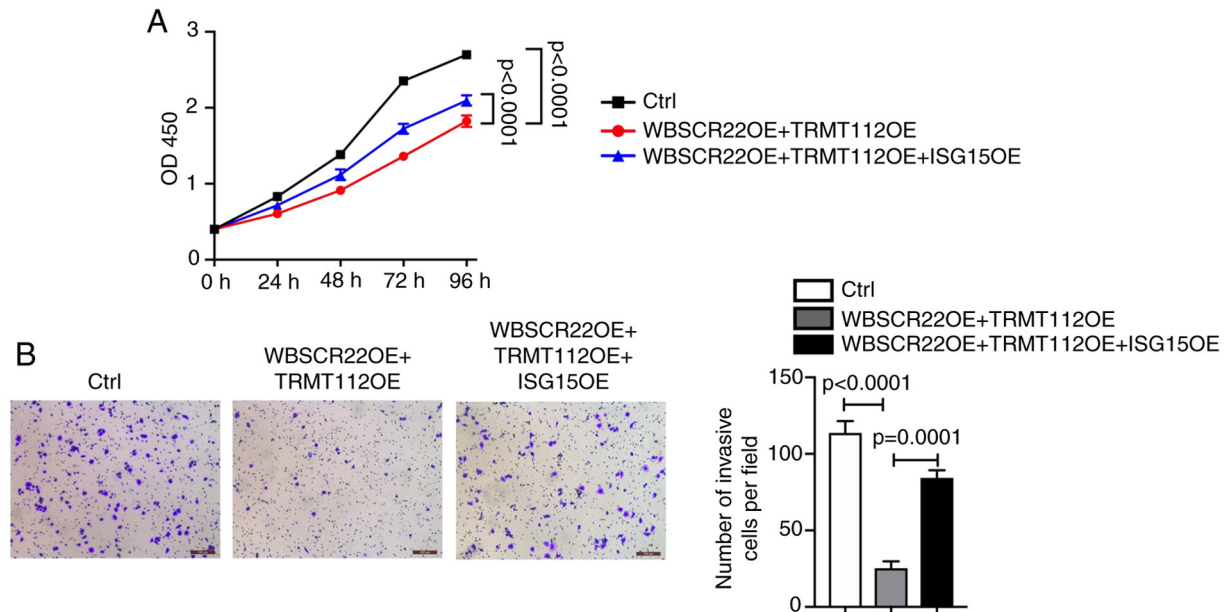 A
3
2
1
0
OD 450
0 h 24 h 48 h 72 h 96 h
p<0.0001
p<0.0001
Ctrl
WBSCR22OE+TRMT112OE
WBSCR22OE+TRMT112OE+ISG15OE
B
Ctrl
WBSCR22OE+
TRMT112OE
WBSCR22OE+
TRMT112OE+
ISG15OE
Ctrl
WBSCR22OE+TRMT112OE
WBSCR22OE+TRMT112OE+ISG15OE
150
100
50
0
Number of invasive
cells per field
p<0.0001
p=0.0001